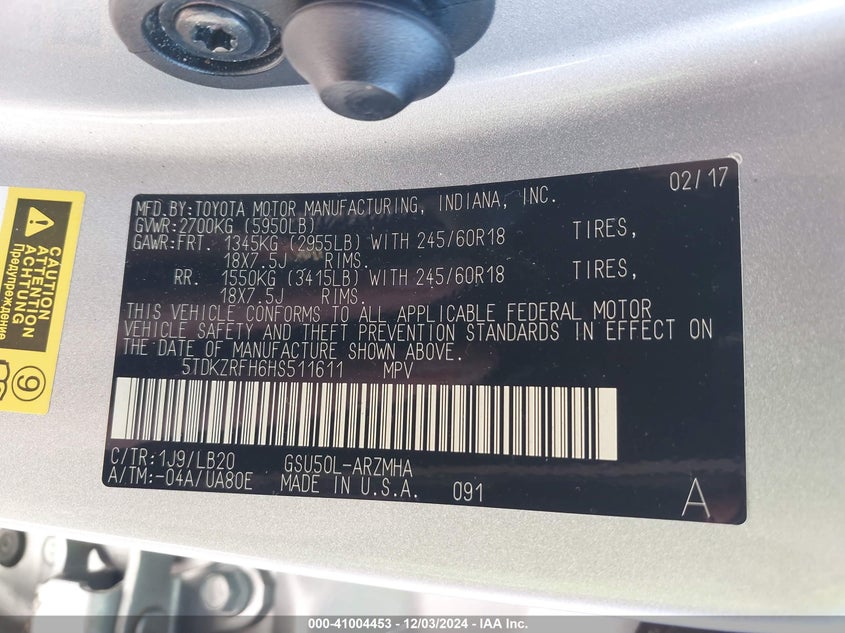 02/17
MFD.BY:TOYOTA MOTOR MANUFACTURING, INDIANA, INC.
GVWR:2700KG (5950LB)
GAWR:FRT. 1345KG (2955LB) WITH 245/60R18 TIRES,
18X7.5J RIMS.
RR. 1550KG (3415LB) WITH 245/60R18 TIRES,
18X7.5J RIMS.
THIS VEHICLE CONFORMS TO ALL APPLICABLE FEDERAL MOTOR
VEHICLE SAFETY AND THEFT PREVENTION STANDARDS IN EFFECT ON
THE DATE OF MANUFACTURE SHOWN ABOVE.
5TDKZRFH6HS511611 MPV
C/TR:1J9/LB20 GSU50L-ARZMHA
A/TM:-04A/UA80E MADE IN U.S.A. 091 A
CAUTION
ATTENTION
ACHTUNG
Предупреждение
9
000-41004453 - 12/03/2024 - IAA Inc.